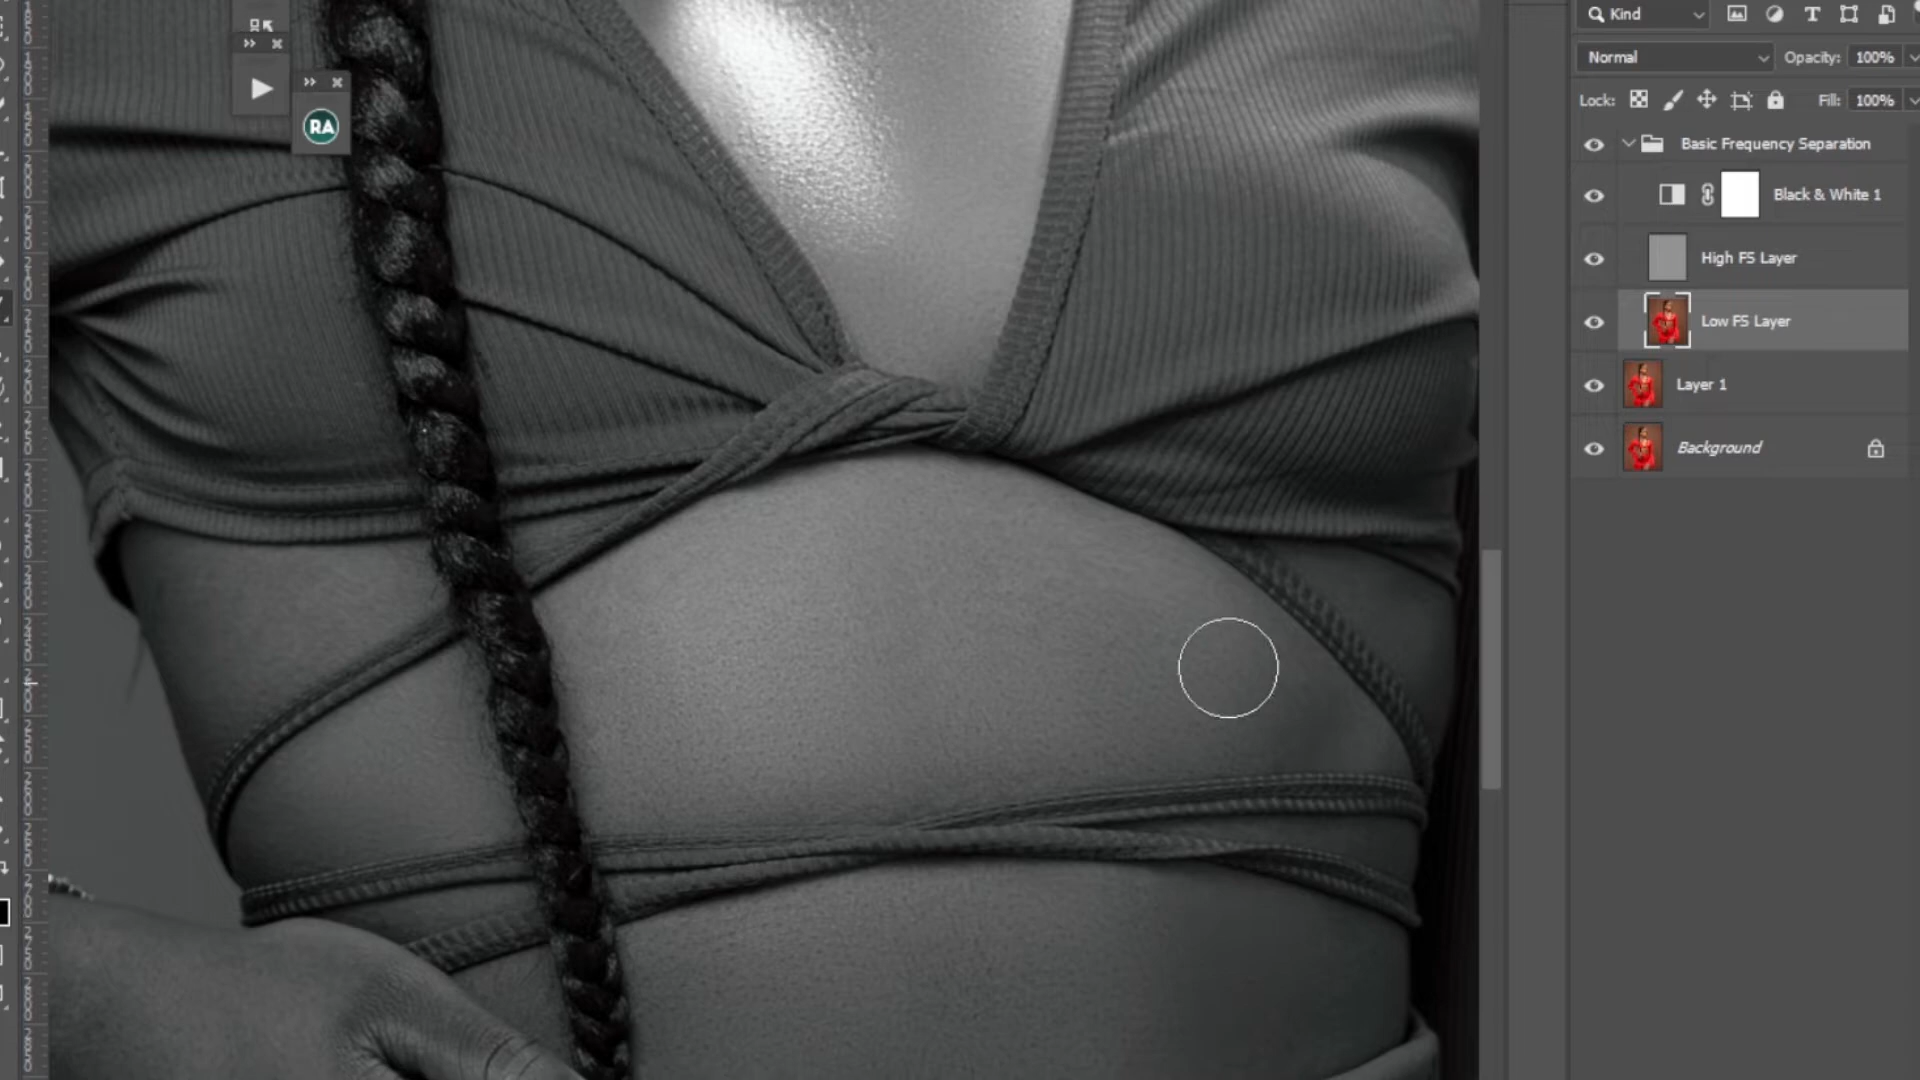 Kind
Normal
Opacity: 100%
Lock:
Fill: 100%
RA
Basic Frequency Separation
Black & White 1
High FS Layer
Low FS Layer
Layer 1
Background